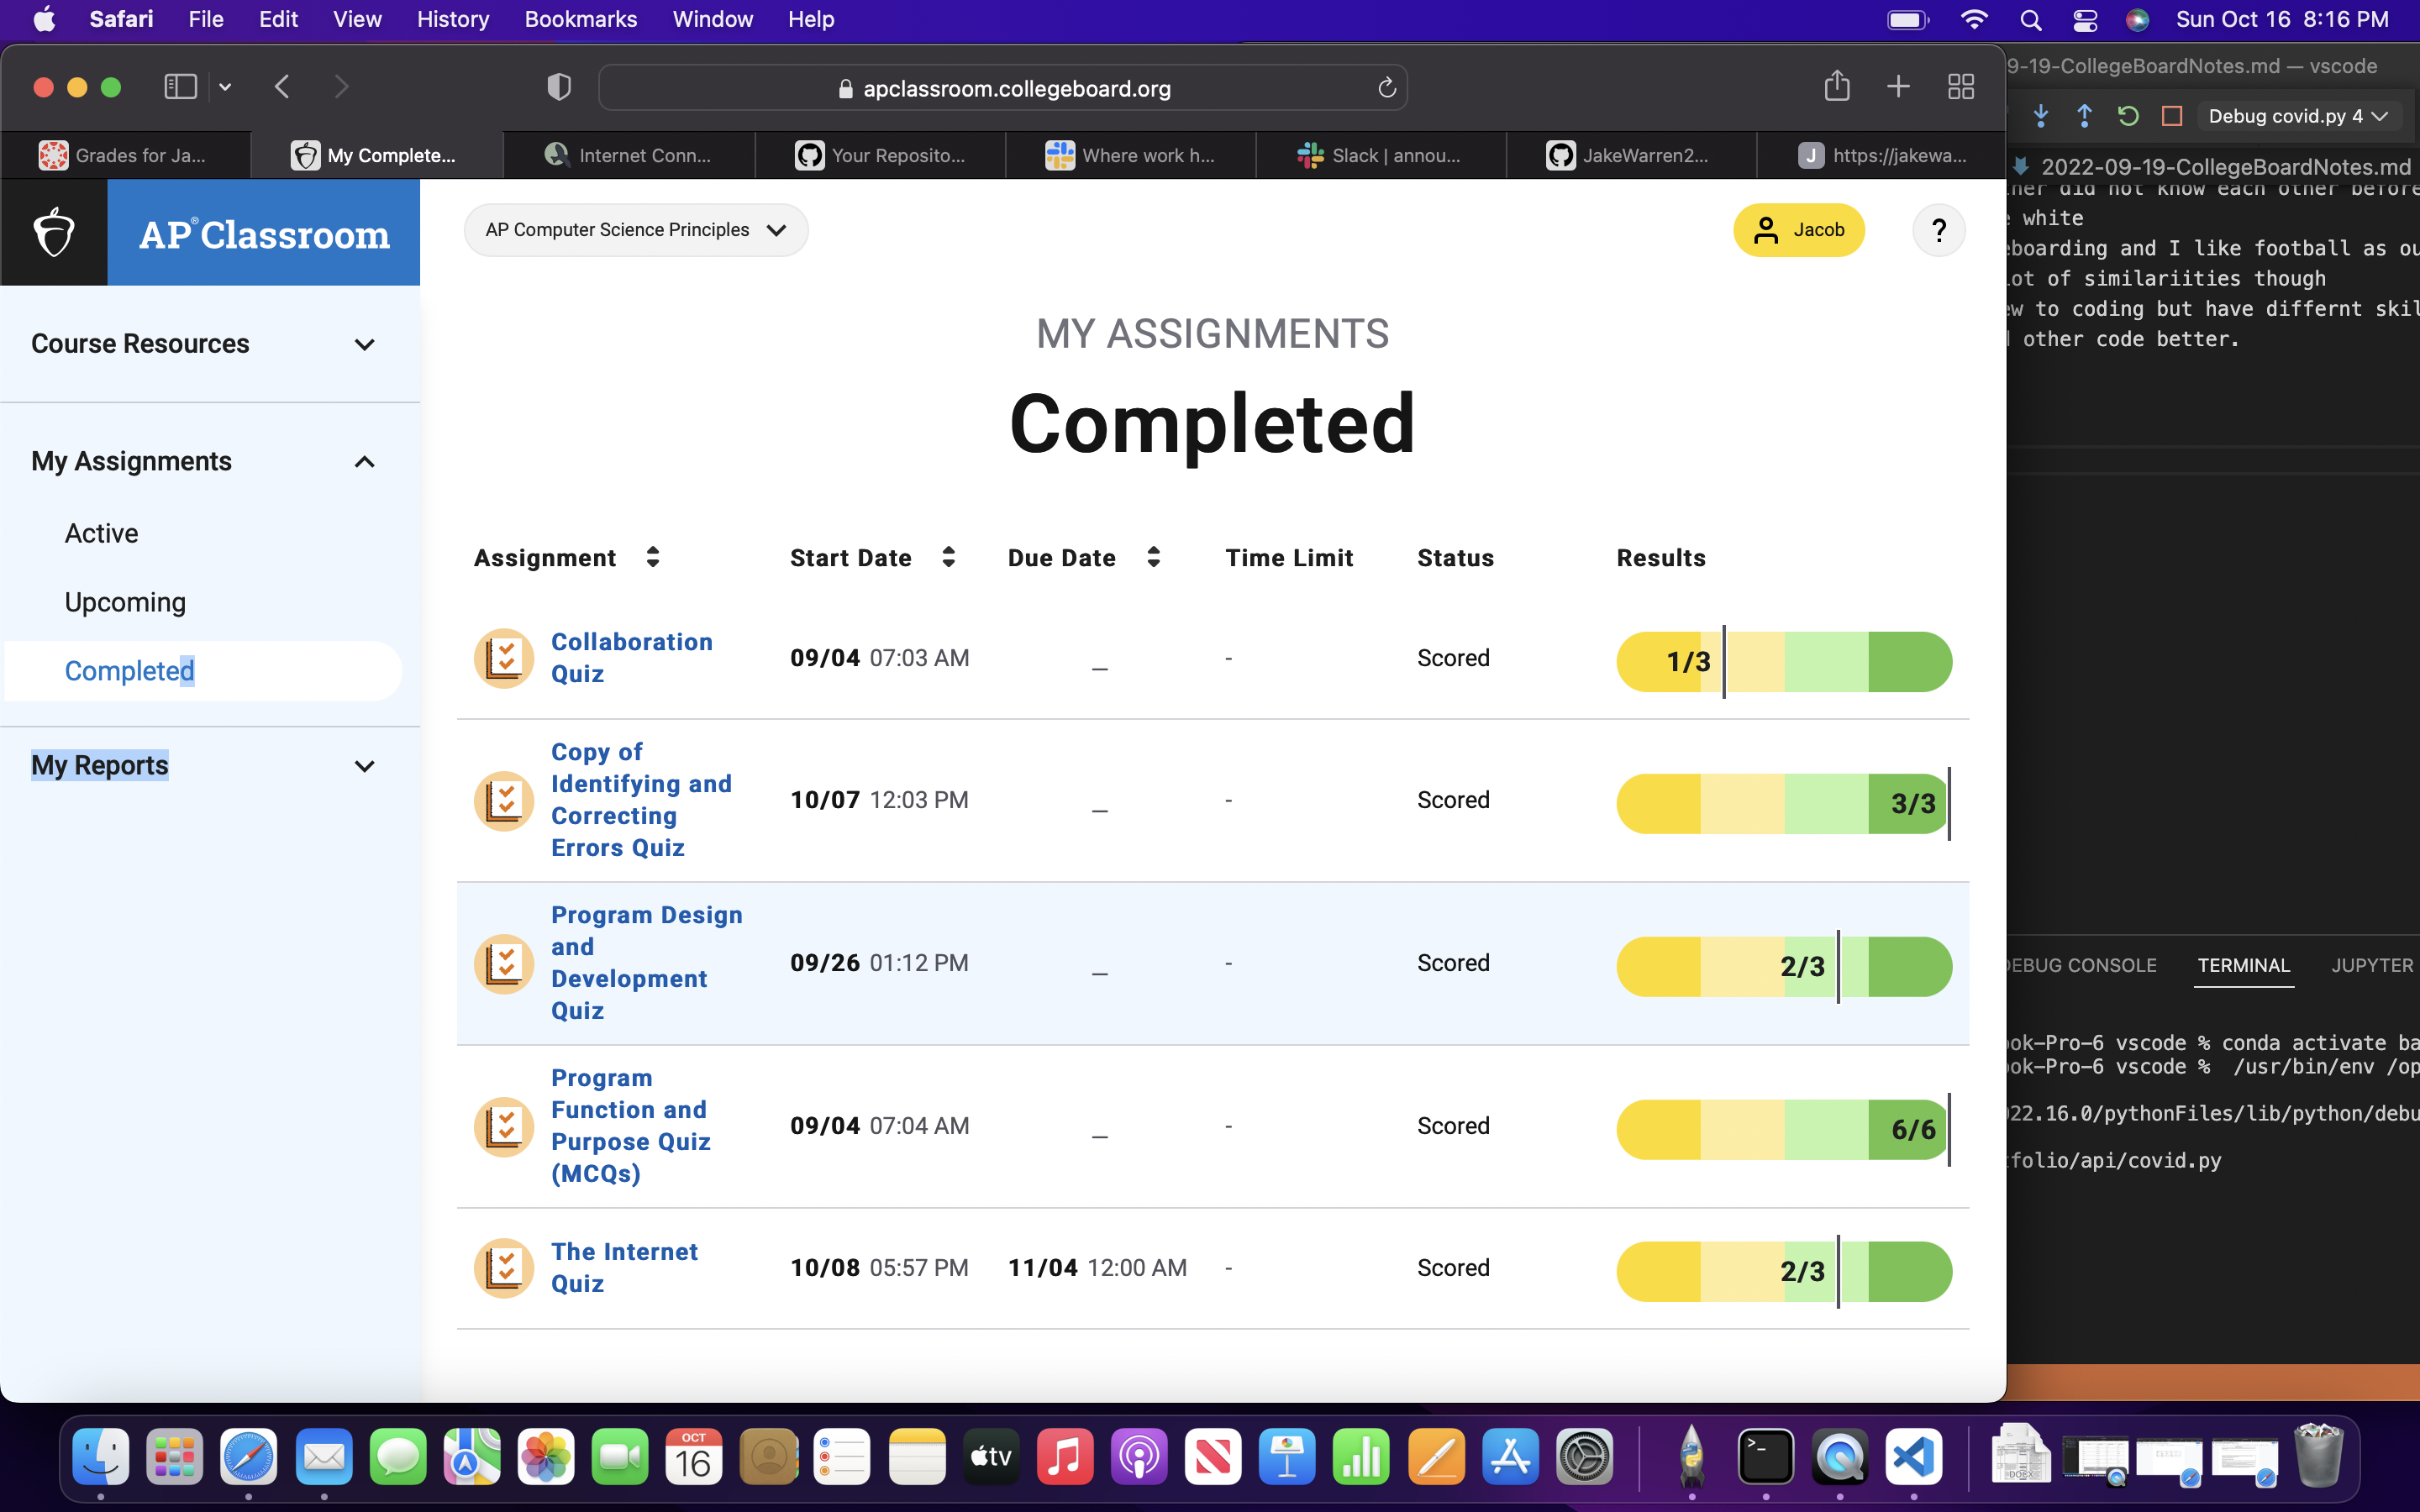 Safari File Edit View History Bookmarks Window Help Sun Oct 16 8:16 PM
9-19-CollegeBoardNotes.md — vscode
apclassroom.collegeboard.org
Debug covid.py 4
Grades for Ja... My Complete... Internet Conn... Your Reposito... Where work h... Slack | annou... JakeWarren2... J https://jakewa...
2022-09-19-CollegeBoardNotes.md
her did not know each other before
AP® Classroom
AP Computer Science Principles
Jacob
?
white
boarding and I like football as ou
ot of similariities though
w to coding but have differnt skil
other code better.
Course Resources
My Assignments
Active
Upcoming
Completed
My Reports
MY ASSIGNMENTS
Completed
Assignment Start Date Due Date Time Limit Status Results
Collaboration
Quiz
09/04 07:03 AM – - Scored 1/3
Copy of
Identifying and
Correcting
Errors Quiz
10/07 12:03 PM – - Scored 3/3
Program Design
and
Development
Quiz
09/26 01:12 PM – - Scored 2/3
Program
Function and
Purpose Quiz
(MCQs)
09/04 07:04 AM – - Scored 6/6
The Internet
Quiz
10/08 05:57 PM 11/04 12:00 AM - Scored 2/3
EBUG CONSOLE TERMINAL JUPYTER
ok-Pro-6 vscode % conda activate ba
ok-Pro-6 vscode % /usr/bin/env /op
22.16.0/pythonFiles/lib/python/debu
folio/api/covid.py
OCT
16
tv
>_
DOCX